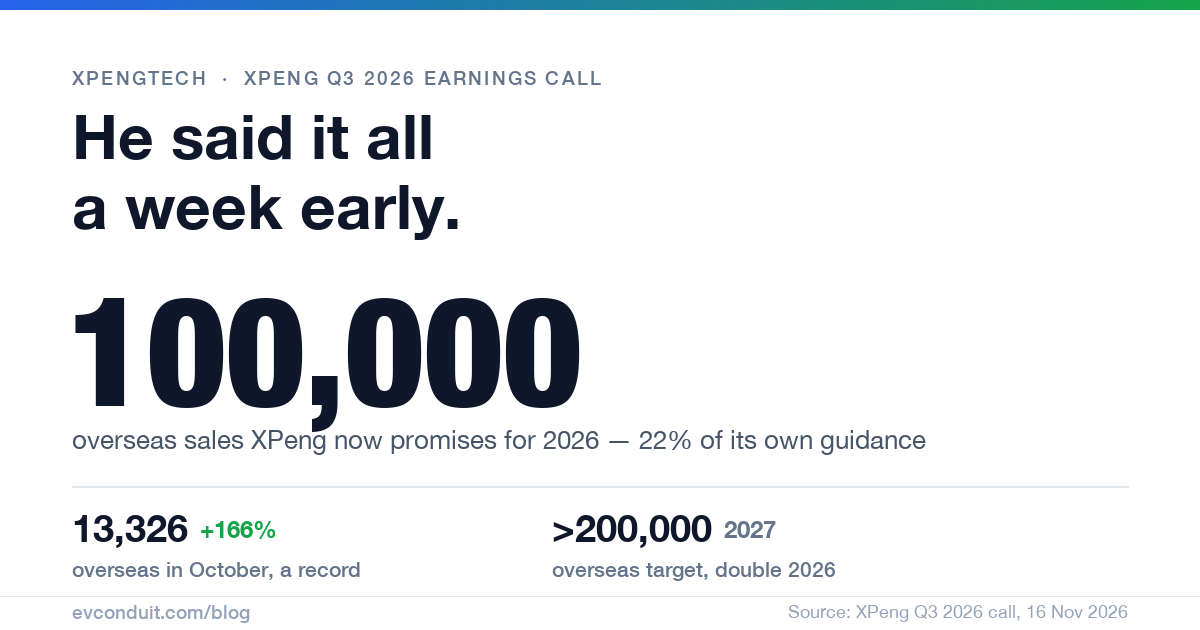 XPENGTECH · XPENG Q3 2026 EARNINGS CALL
He said it all
a week early.
100,000
overseas sales XPeng now promises for 2026 — 22% of its own guidance
13,326 +166%
overseas in October, a record
>200,000 2027
overseas target, double 2026
evconduit.com/blog
Source: XPeng Q3 2026 call, 16 Nov 2026